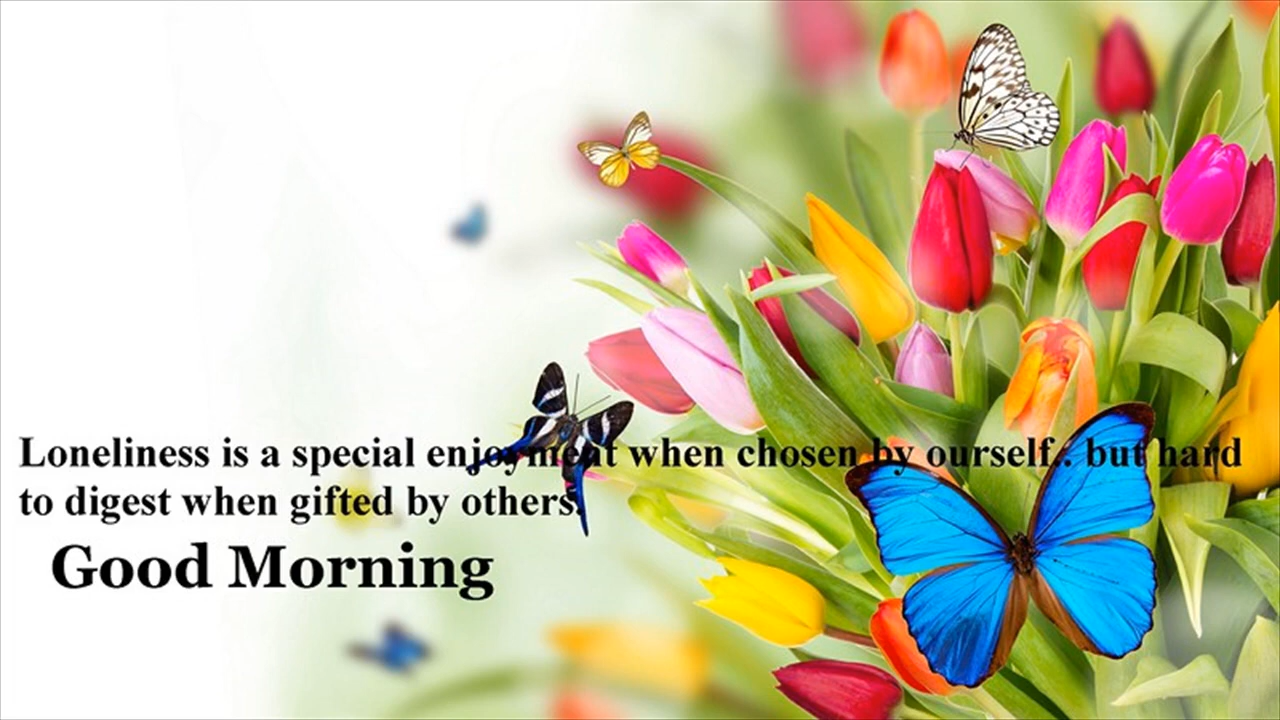 Loneliness is a special enjoyment when chosen by ourself.. but hard
to digest when gifted by others.
Good Morning